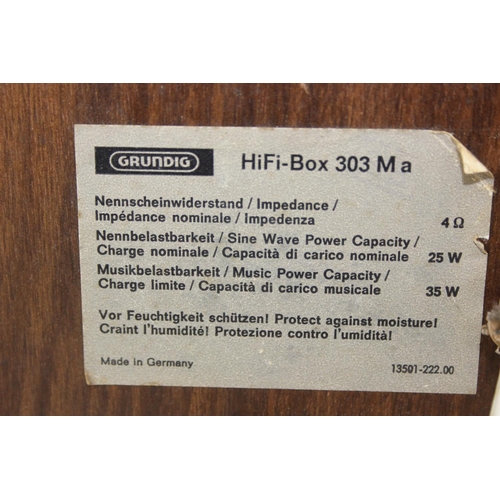 GRUNDIG HiFi-Box 303 M a
Nennscheinwiderstand / Impedance /
Impédance nominale / Impedenza 4 Ω
Nennbelastbarkeit / Sine Wave Power Capacity /
Charge nominale / Capacità di carico nominale 25 W
Musikbelastbarkeit / Music Power Capacity /
Charge limite / Capacità di carico musicale 35 W
Vor Feuchtigkeit schützen! Protect against moisture!
Craint l'humidité! Protezione contro l'umidità!
Made in Germany 13501-222.00